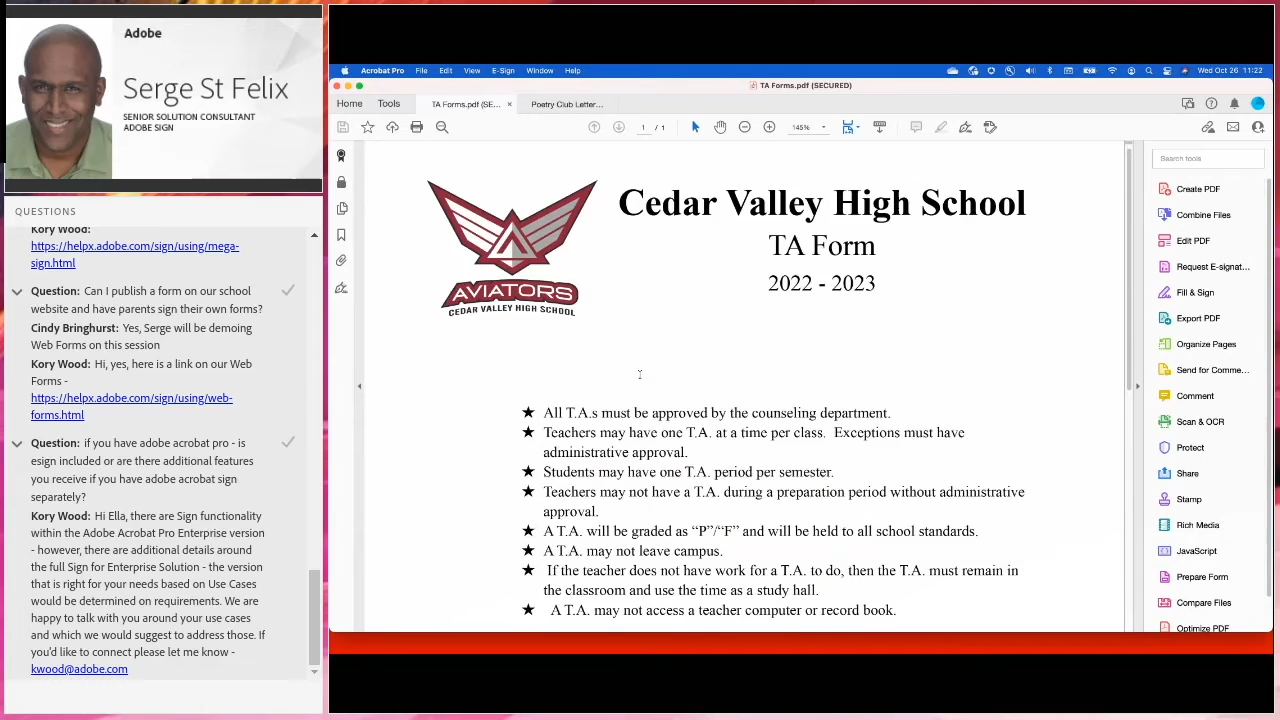 Adobe
Serge St Felix
SENIOR SOLUTION CONSULTANT
ADOBE SIGN
QUESTIONS
Kory Wood:
https://helpx.adobe.com/sign/using/mega-
sign.html
Question: Can I publish a form on our school
website and have parents sign their own forms?
Cindy Bringhurst: Yes, Serge will be demoing
Web Forms on this session
Kory Wood: Hi, yes, here is a link on our Web
Forms -
https://helpx.adobe.com/sign/using/web-
forms.html
Question: if you have adobe acrobat pro - is
esign included or are there additional features
you receive if you have adobe acrobat sign
separately?
Kory Wood: Hi Ella, there are Sign functionality
within the Adobe Acrobat Pro Enterprise version
- however, there are additional details around
the full Sign for Enterprise Solution - the version
that is right for your needs based on Use Cases
would be determined on requirements. We are
happy to talk with you around your use cases
and which we would suggest to address those. If
you'd like to connect please let me know -
kwood@adobe.com
Acrobat Pro File Edit View E-Sign Window Help
Wed Oct 26 11:22
TA Forms.pdf (SECURED)
Home Tools TA Forms.pdf (SE... × Poetry Club Letter...
1 / 1 145%
AVIATORS
CEDAR VALLEY HIGH SCHOOL
Cedar Valley High School
TA Form
2022 - 2023
★ All T.A.s must be approved by the counseling department.
★ Teachers may have one T.A. at a time per class. Exceptions must have
administrative approval.
★ Students may have one T.A. period per semester.
★ Teachers may not have a T.A. during a preparation period without administrative
approval.
★ A T.A. will be graded as “P”/“F” and will be held to all school standards.
★ A T.A. may not leave campus.
★ If the teacher does not have work for a T.A. to do, then the T.A. must remain in
the classroom and use the time as a study hall.
★ A T.A. may not access a teacher computer or record book.
Search tools
Create PDF
Combine Files
Edit PDF
Request E-signat...
Fill & Sign
Export PDF
Organize Pages
Send for Comme...
Comment
Scan & OCR
Protect
Share
Stamp
Rich Media
JavaScript
Prepare Form
Compare Files
Optimize PDF